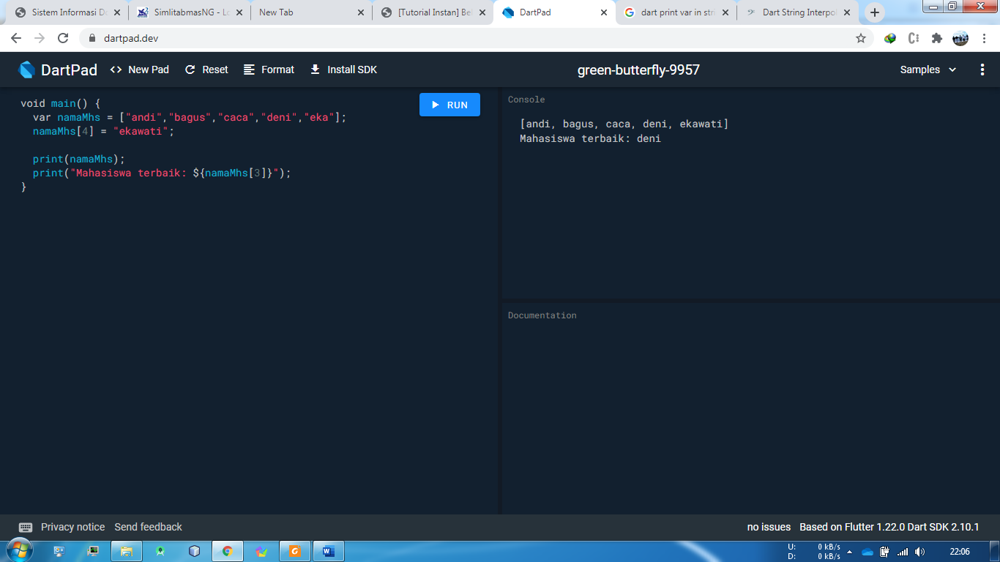 Sistem Informasi D
SimlitabmasNG - Lo
New Tab
[Tutorial Instan] Be
DartPad
dart print var in str
Dart String Interpol
dartpad.dev
DartPad
<> New Pad
Reset
Format
Install SDK
green-butterfly-9957
Samples
void main() {
  var namaMhs = ["andi","bagus","caca","deni","eka"];
  namaMhs[4] = "ekawati";
  print(namaMhs);
  print("Mahasiswa terbaik: ${namaMhs[3]}");
}
RUN
Console
[andi, bagus, caca, deni, ekawati]
Mahasiswa terbaik: deni
Documentation
Privacy notice
Send feedback
no issues
Based on Flutter 1.22.0 Dart SDK 2.10.1
U: 0 kB/s
D: 0 kB/s
22:06